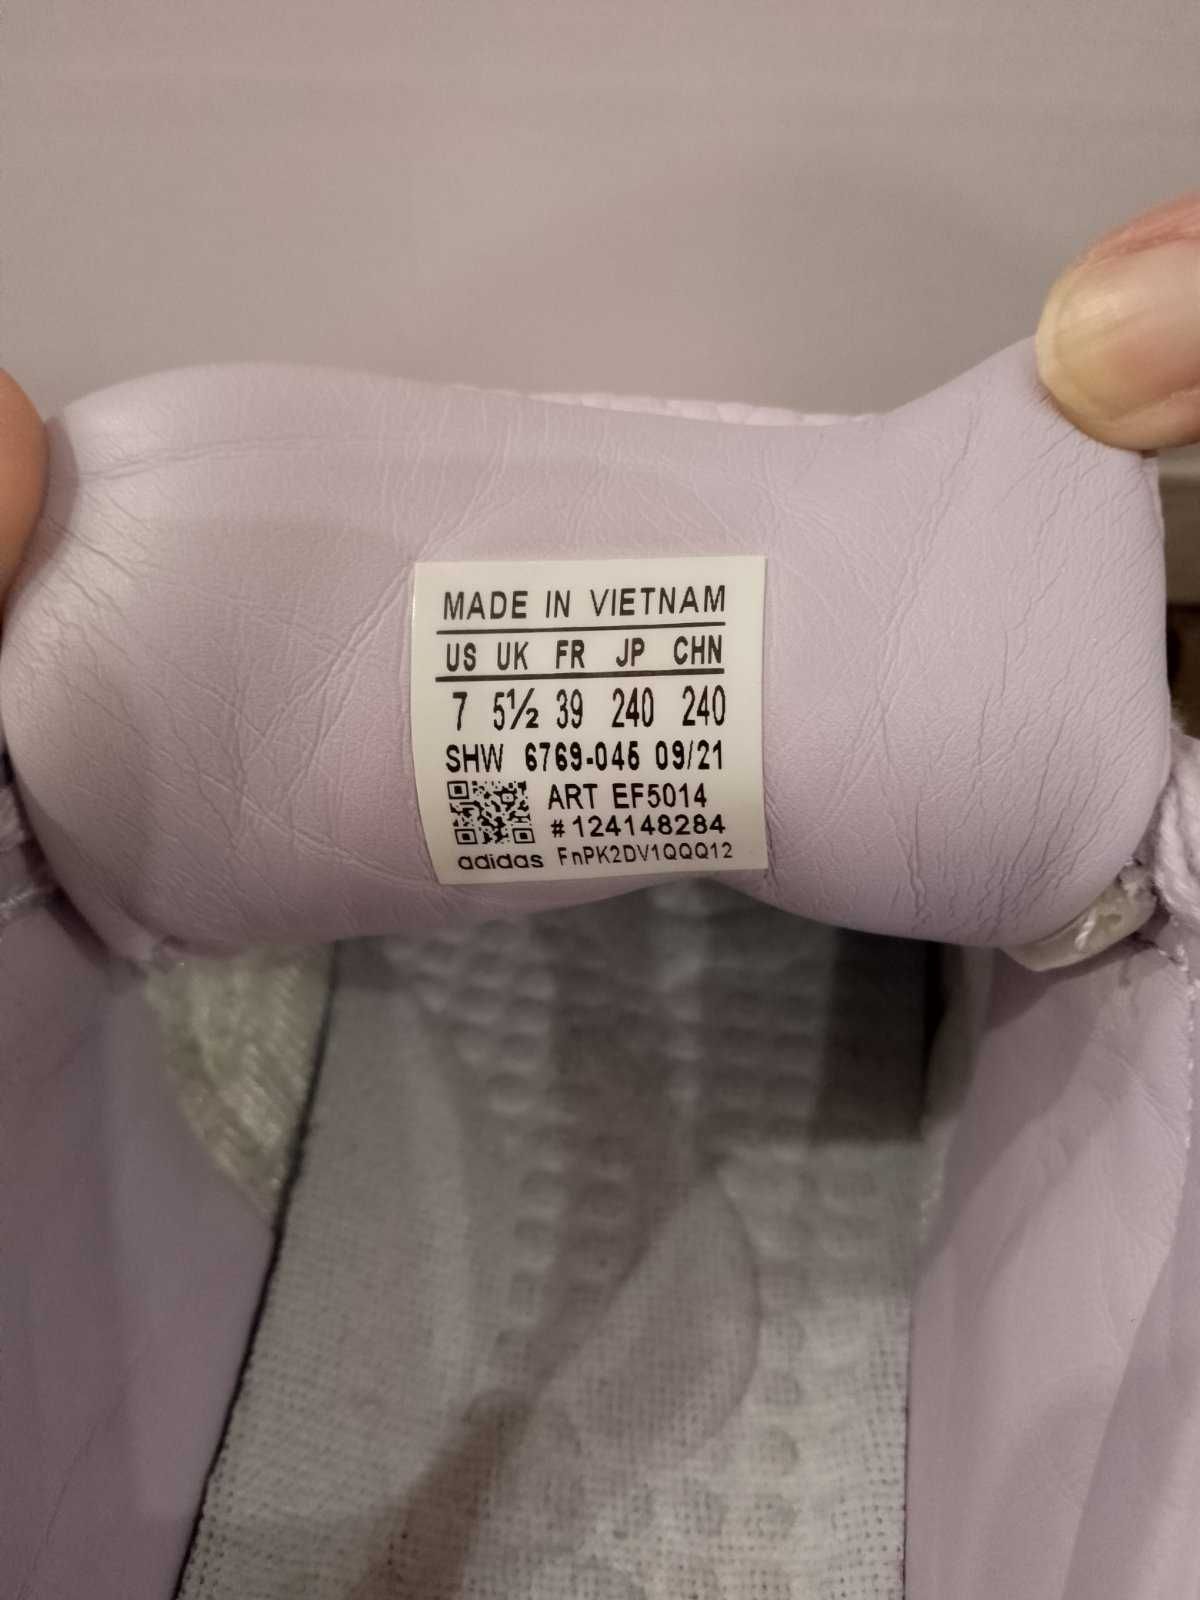 MADE IN VIETNAM
US UK FR JP CHN
7 5½ 39 240 240
SHW 6769-046 09/21
ART EF5014
#124148284
adidas FnPK2DV1QQQ12